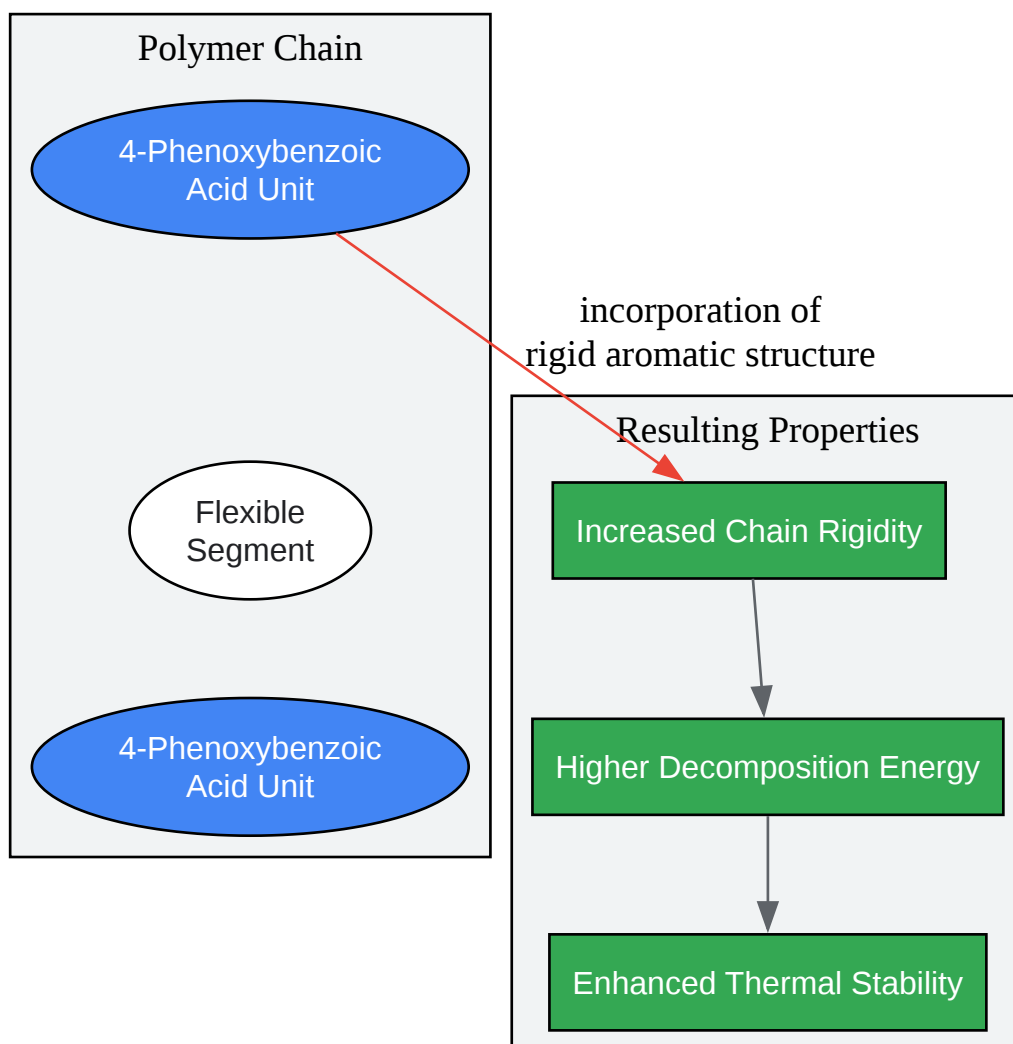 Polymer Chain
4-Phenoxybenzoic
Acid Unit
incorporation of
rigid aromatic structure
Resulting Properties
Flexible
Segment
Increased Chain Rigidity
4-Phenoxybenzoic
Acid Unit
Higher Decomposition Energy
Enhanced Thermal Stability